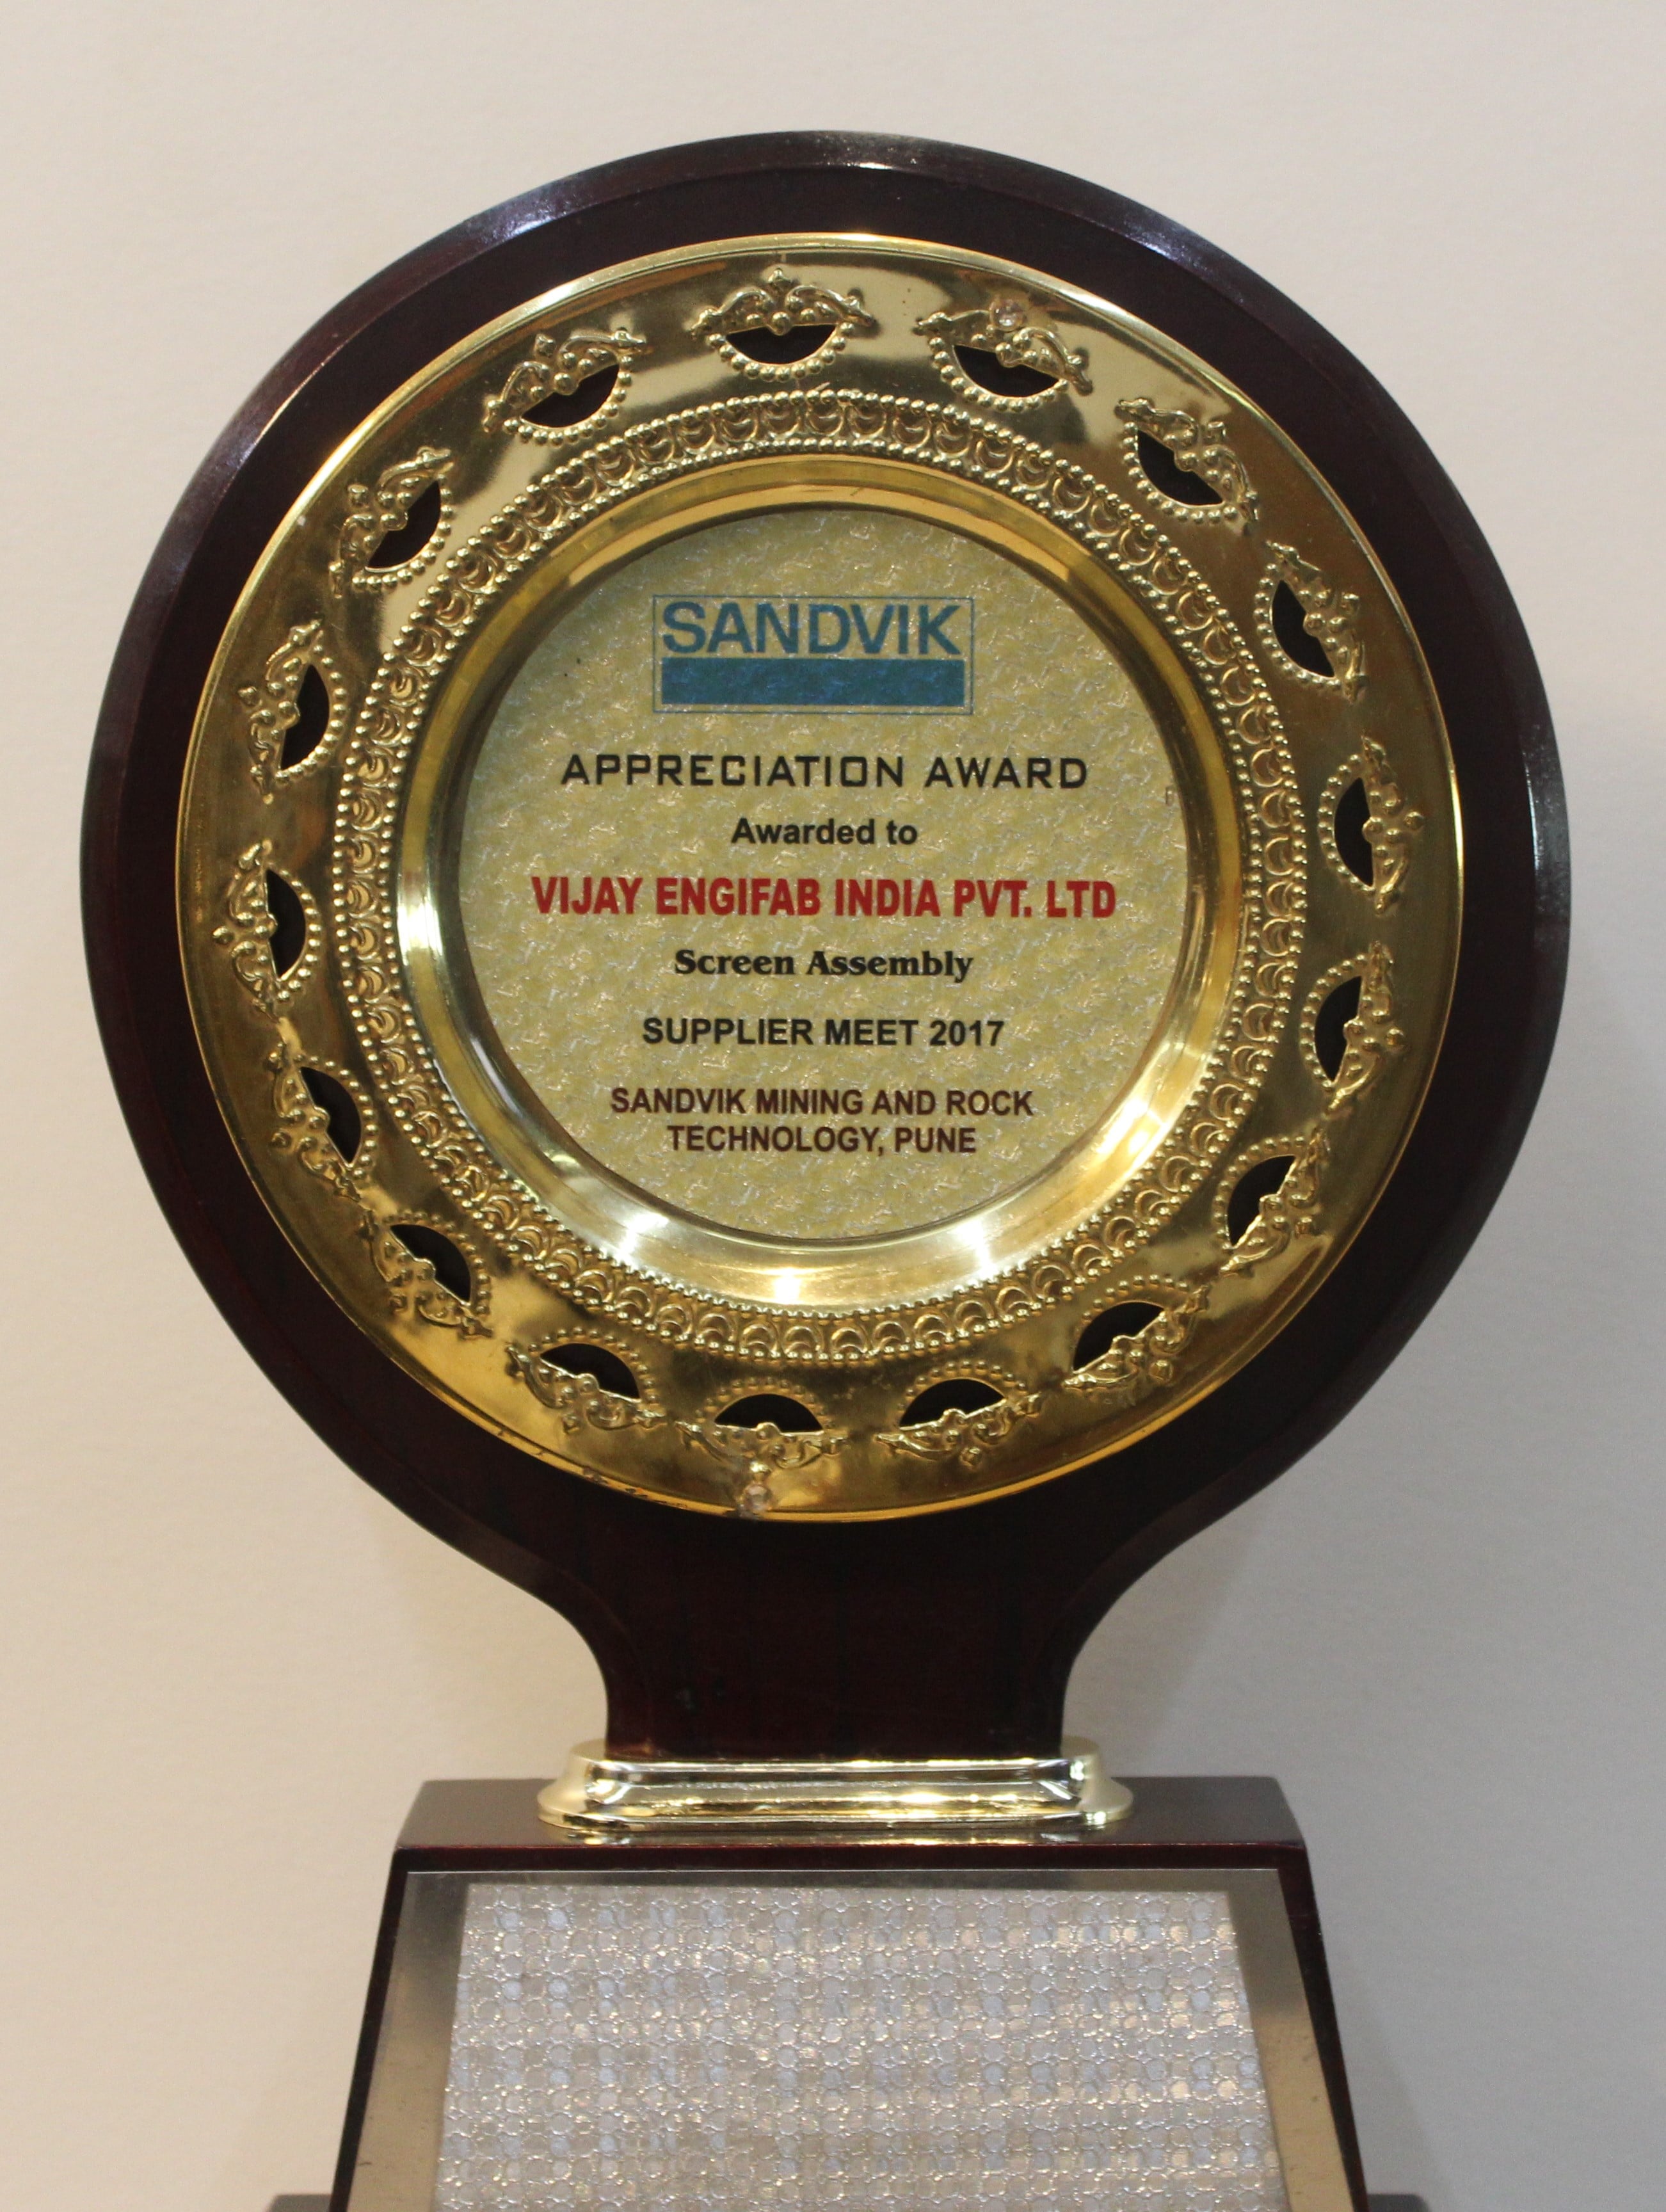 SANDVIK
APPRECIATION AWARD
Awarded to
VIJAY ENGIFAB INDIA PVT. LTD
Screen Assembly
SUPPLIER MEET 2017
SANDVIK MINING AND ROCK
TECHNOLOGY, PUNE